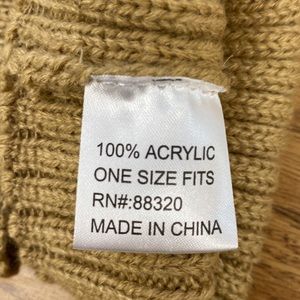 100% ACRYLIC
ONE SIZE FITS
RN#:88320
MADE IN CHINA